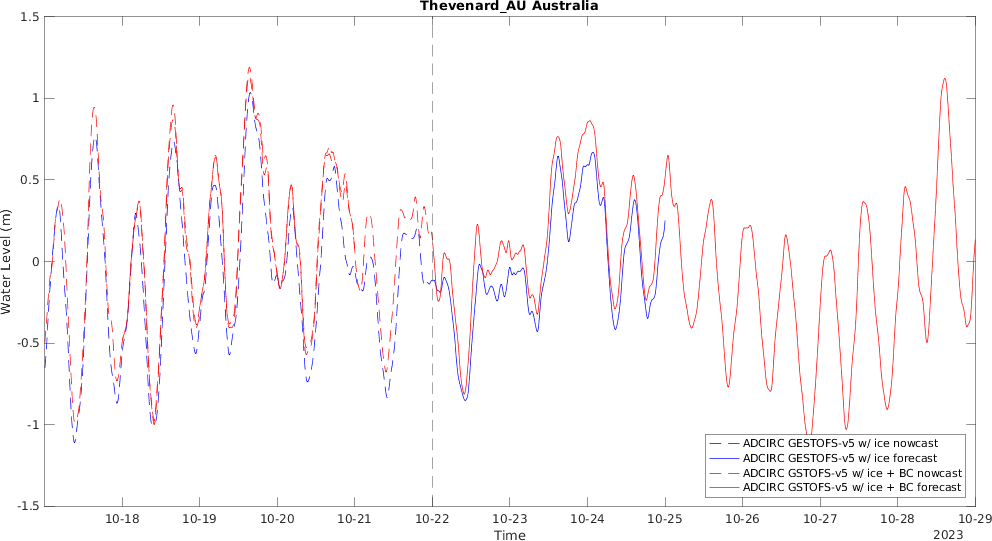 Thevenard_AU Australia
1.5
1
0.5
0
-0.5
-1
-1.5
Water Level (m)
10-18 10-19 10-20 10-21 10-22 10-23 10-24 10-25 10-26 10-27 10-28 10-29
Time
2023
ADCIRC GESTOFS-v5 w/ ice nowcast
ADCIRC GESTOFS-v5 w/ ice forecast
ADCIRC GSTOFS-v5 w/ ice + BC nowcast
ADCIRC GSTOFS-v5 w/ ice + BC forecast